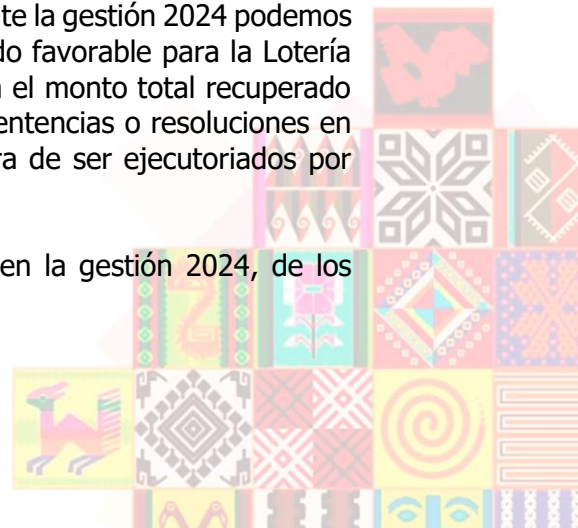 te la gestión 2024 podemos
do favorable para la Lotería
el monto total recuperado
entencias o resoluciones en
ra de ser ejecutoriados por
en la gestión 2024, de los